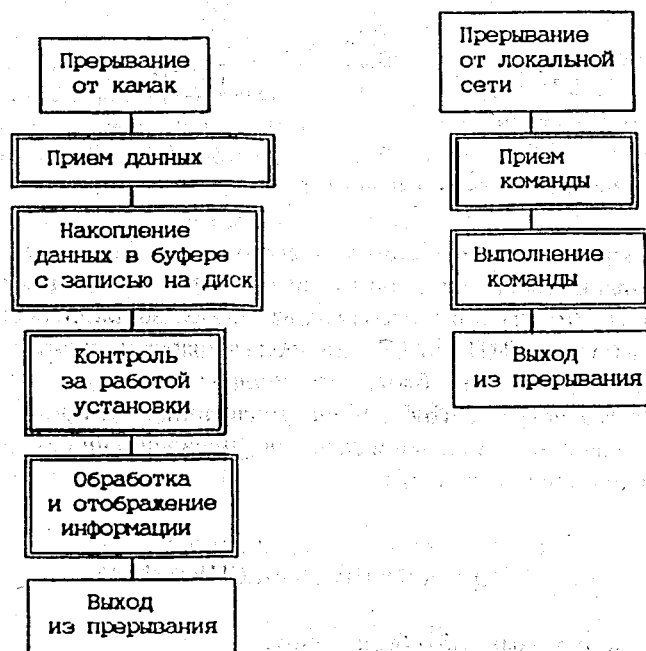 Прерывание
от камак
Прием данных
Накопление
данных в буфере
с записью на диск
Контроль
за работой
установки
Обработка
и отображение
информации
Выход
из прерывания
Прерывание
от локальной
сети
Прием
команды
Выполнение
команды
Выход
из прерывания